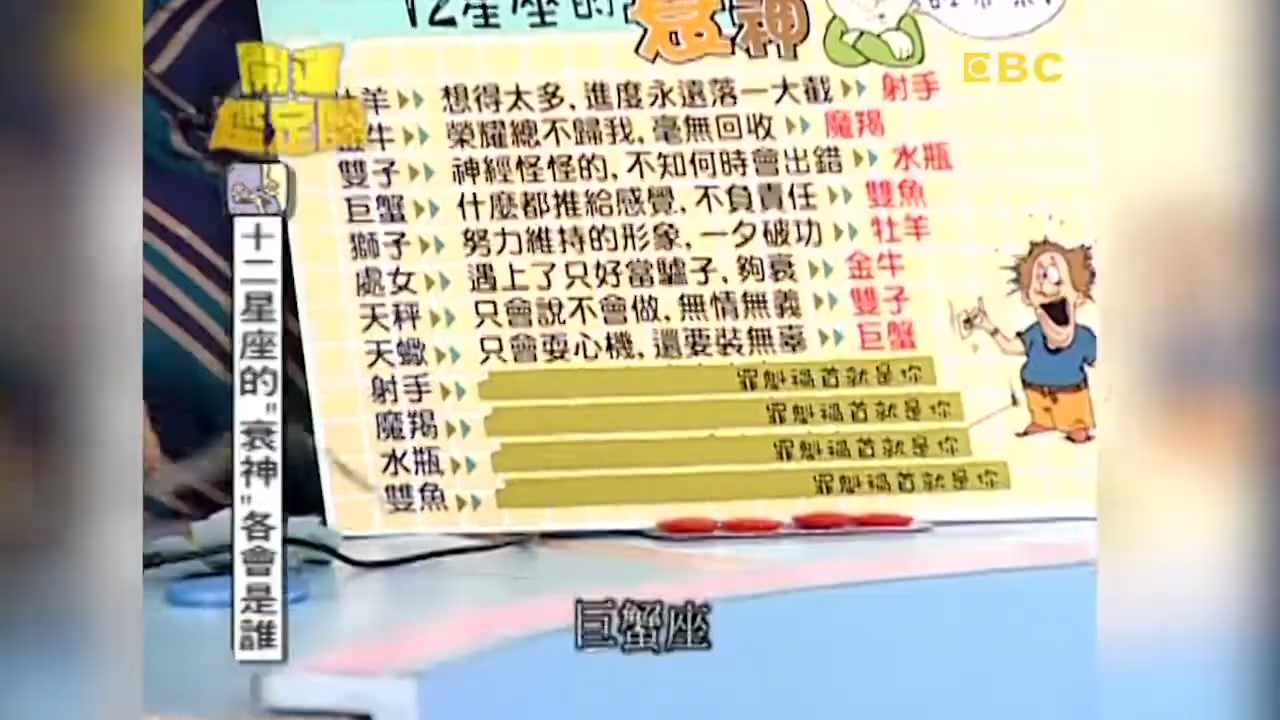 12星座的
衰神
EBC
牡羊 想得太多,進度永遠落一大截 射手
金牛 榮耀總不歸我,毫無回收 魔羯
雙子 神經怪怪的,不知何時會出錯 水瓶
巨蟹 什麼都推給感覺,不負責任 雙魚
獅子 努力維持的形象,一夕破功 牡羊
處女 遇上了只好當驢子,夠衰 金牛
天秤 只會說不會做,無情無義 雙子
天蠍 只會耍心機,還要裝無辜 巨蟹
射手 罪魁禍首就是你
魔羯 罪魁禍首就是你
水瓶 罪魁禍首就是你
雙魚 罪魁禍首就是你
十二星座的"衰神"各會是誰
巨蟹座